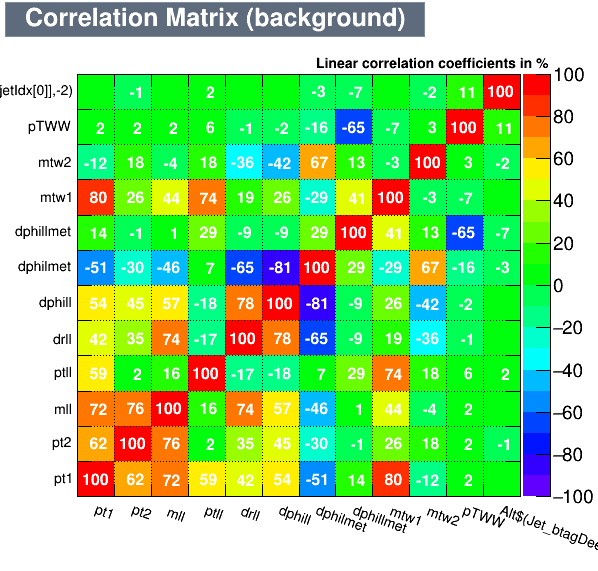 Correlation Matrix (background)
Linear correlation coefficients in %
jetIdx[0]],-2) -1 2 -3 -7 -2 11 100
pTWW 2 2 2 6 -1 -2 -16 -65 -7 3 100 11
mtw2 -12 18 -4 18 -36 -42 67 13 -3 100 3 -2
mtw1 80 26 44 74 19 26 -29 41 100 -3 -7
dphillmet 14 -1 1 29 -9 -9 29 100 41 13 -65 -7
dphilmet -51 -30 -46 7 -65 -81 100 29 -29 67 -16 -3
dphill 54 45 57 -18 78 100 -81 -9 26 -42 -2
drll 42 35 74 -17 100 78 -65 -9 19 -36 -1
ptll 59 2 16 100 -17 -18 7 29 74 18 6 2
mll 72 76 100 16 74 57 -46 1 44 -4 2
pt2 62 100 76 2 35 45 -30 -1 26 18 2 -1
pt1 100 62 72 59 42 54 -51 14 80 -12 2
pt1 pt2 mll ptll drll dphill dphilmet dphillmet mtw1 mtw2 pTWW Alt$(Jet_btagDee
100
80
60
40
20
0
−20
−40
−60
−80
−100